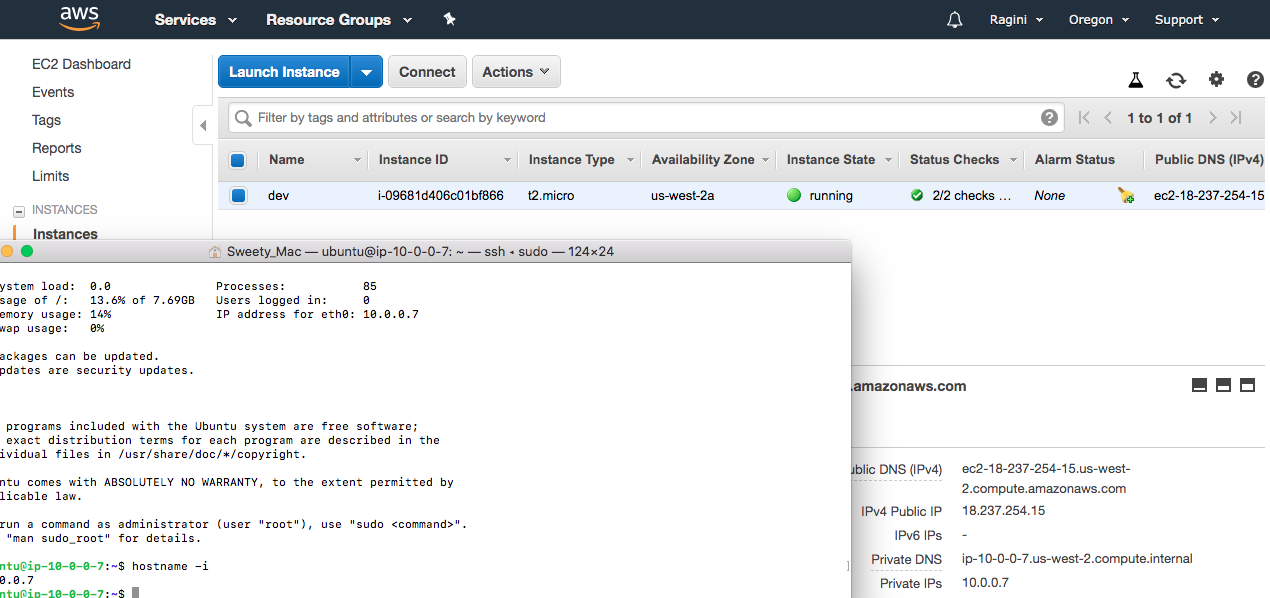 aws Services Resource Groups Ragini Oregon Support
EC2 Dashboard
Events
Tags
Reports
Limits
INSTANCES
Instances
Launch Instance Connect Actions
Filter by tags and attributes or search by keyword ? 1 to 1 of 1
Name Instance ID Instance Type Availability Zone Instance State Status Checks Alarm Status Public DNS (IPv4)
dev i-09681d406c01bf866 t2.micro us-west-2a running 2/2 checks ... None ec2-18-237-254-15
Sweety_Mac — ubuntu@ip-10-0-0-7: ~ — ssh ◂ sudo — 124×24
ystem load: 0.0 Processes: 85
sage of /: 13.6% of 7.69GB Users logged in: 0
emory usage: 14% IP address for eth0: 10.0.0.7
wap usage: 0%
ackages can be updated.
pdates are security updates.
programs included with the Ubuntu system are free software;
exact distribution terms for each program are described in the
ividual files in /usr/share/doc/*/copyright.
ntu comes with ABSOLUTELY NO WARRANTY, to the extent permitted by
licable law.
run a command as administrator (user "root"), use "sudo <command>".
"man sudo_root" for details.
ntu@ip-10-0-0-7:~$ hostname -i
0.0.7
ntu@ip-10-0-0-7:~$
.amazonaws.com
ublic DNS (IPv4) ec2-18-237-254-15.us-west-
2.compute.amazonaws.com
IPv4 Public IP 18.237.254.15
IPv6 IPs -
Private DNS ip-10-0-0-7.us-west-2.compute.internal
Private IPs 10.0.0.7